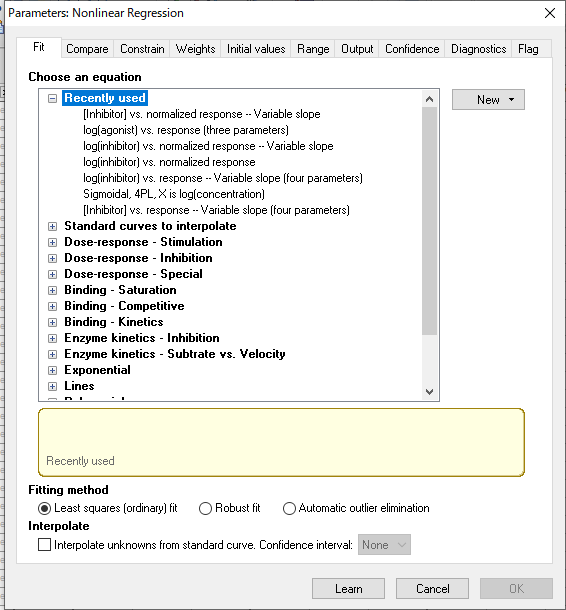 Parameters: Nonlinear Regression
Fit Compare Constrain Weights Initial values Range Output Confidence Diagnostics Flag
Choose an equation
Recently used
New
[Inhibitor] vs. normalized response -- Variable slope
log(agonist) vs. response (three parameters)
log(inhibitor) vs. normalized response -- Variable slope
log(inhibitor) vs. normalized response
log(inhibitor) vs. response -- Variable slope (four parameters)
Sigmoidal, 4PL, X is log(concentration)
[Inhibitor] vs. response -- Variable slope (four parameters)
Standard curves to interpolate
Dose-response - Stimulation
Dose-response - Inhibition
Dose-response - Special
Binding - Saturation
Binding - Competitive
Binding - Kinetics
Enzyme kinetics - Inhibition
Enzyme kinetics - Subtrate vs. Velocity
Exponential
Lines
Recently used
Fitting method
Least squares (ordinary) fit Robust fit Automatic outlier elimination
Interpolate
Interpolate unknowns from standard curve. Confidence interval: None
Learn Cancel OK